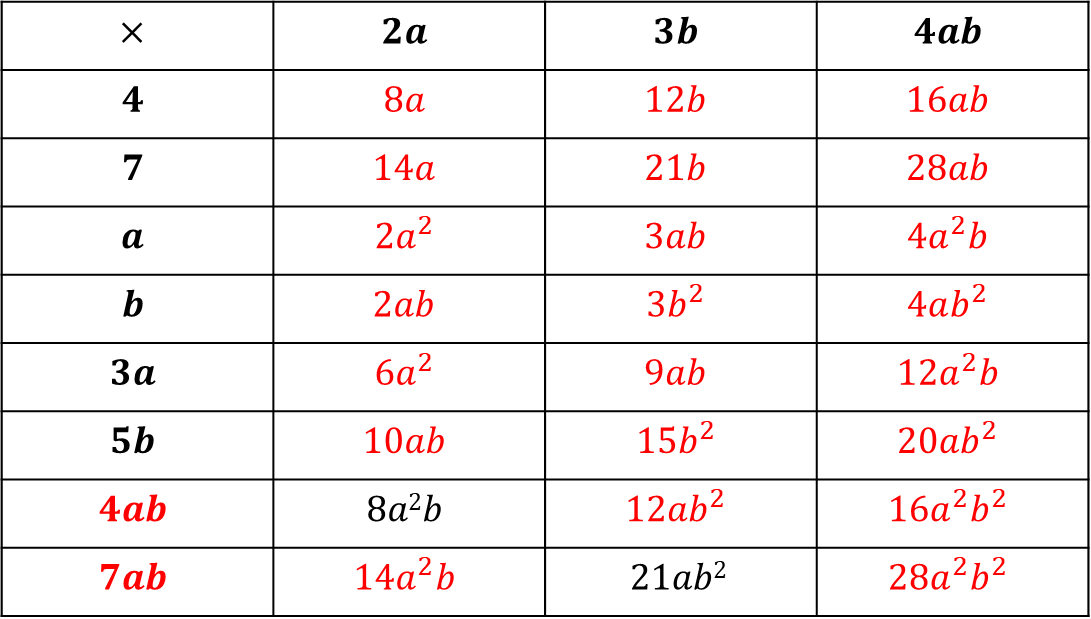 × 2a 3b 4ab
4 8a 12b 16ab
7 14a 21b 28ab
a 2a² 3ab 4a²b
b 2ab 3b² 4ab²
3a 6a² 9ab 12a²b
5b 10ab 15b² 20ab²
4ab 8a²b 12ab² 16a²b²
7ab 14a²b 21ab² 28a²b²